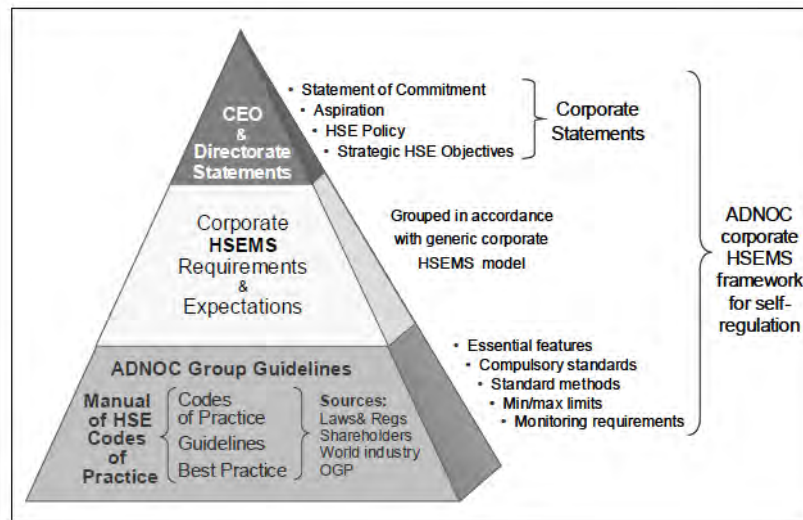 CEO
&
Directorate
Statements
• Statement of Commitment
• Aspiration
• HSE Policy
• Strategic HSE Objectives
Corporate
Statements
Corporate
HSEMS
Requirements
&
Expectations
Grouped in accordance
with generic corporate
HSEMS model
ADNOC
corporate
HSEMS
framework
for self-
regulation
ADNOC Group Guidelines
Manual
of HSE
Codes
of
Practice
Codes
of Practice
Guidelines
Best Practice
Sources:
Laws& Regs
Shareholders
World industry
OGP
• Essential features
• Compulsory standards
• Standard methods
• Min/max limits
• Monitoring requirements